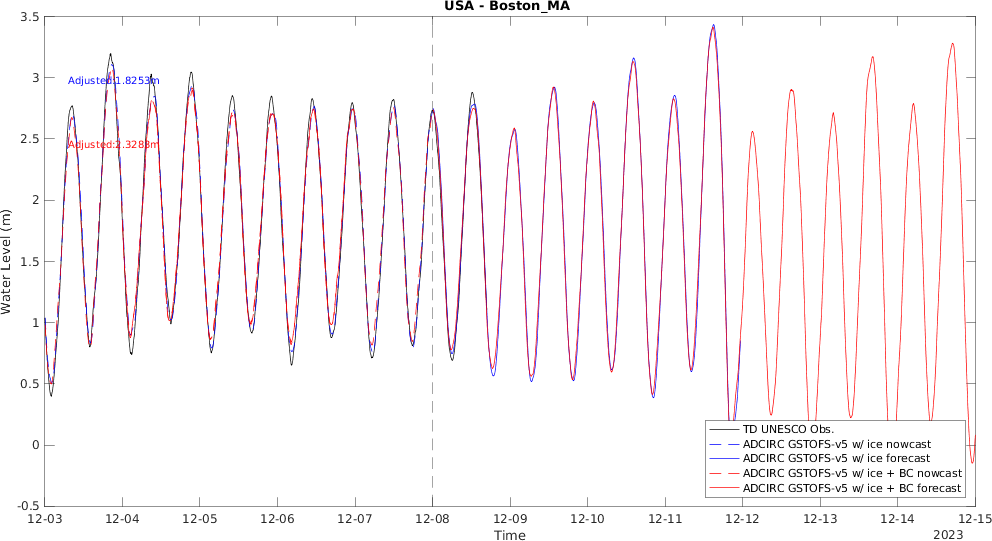 USA - Boston_MA
3.5
3
2.5
2
1.5
1
0.5
0
-0.5
Water Level (m)
Adjusted:1.8253m
Adjusted:2.3283m
TD UNESCO Obs.
ADCIRC GSTOFS-v5 w/ ice nowcast
ADCIRC GSTOFS-v5 w/ ice forecast
ADCIRC GSTOFS-v5 w/ ice + BC nowcast
ADCIRC GSTOFS-v5 w/ ice + BC forecast
12-03 12-04 12-05 12-06 12-07 12-08 12-09 12-10 12-11 12-12 12-13 12-14 12-15
Time
2023